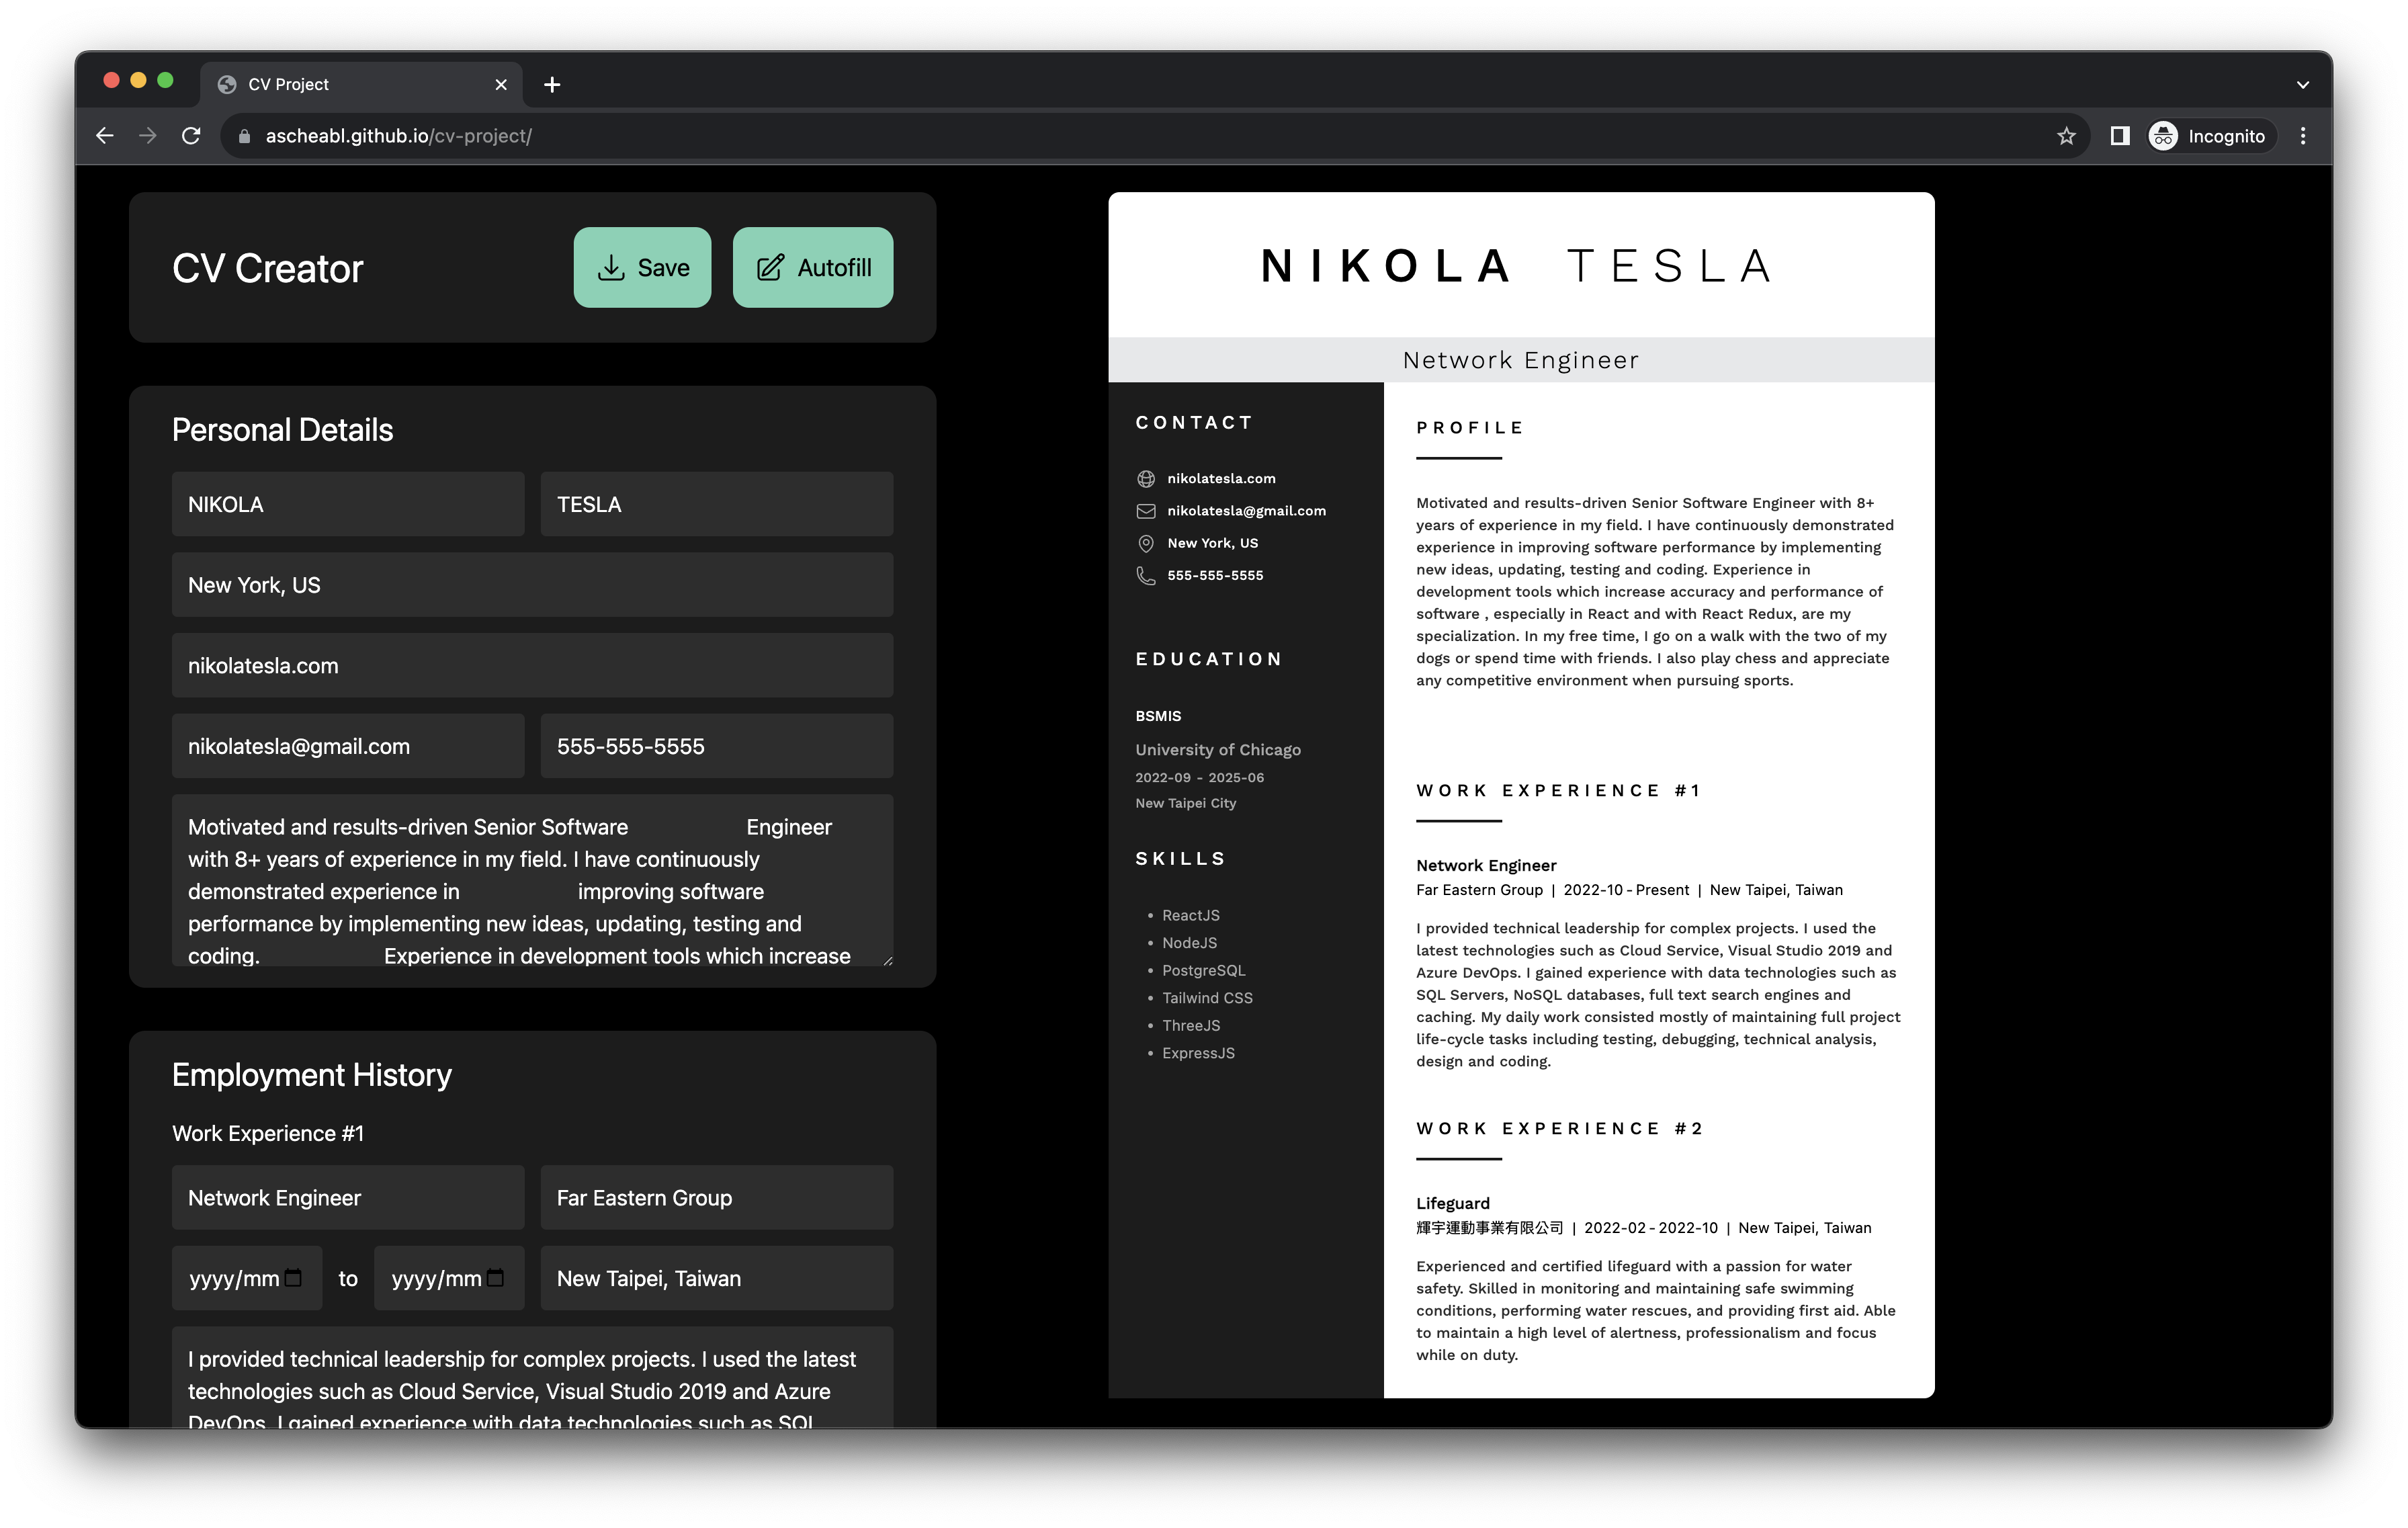 CV Project
ascheabl.github.io/cv-project/
Incognito
CV Creator
Save
Autofill
Personal Details
NIKOLA
TESLA
New York, US
nikolatesla.com
nikolatesla@gmail.com
555-555-5555
Motivated and results-driven Senior Software Engineer
with 8+ years of experience in my field. I have continuously
demonstrated experience in improving software
performance by implementing new ideas, updating, testing and
coding. Experience in development tools which increase
Employment History
Work Experience #1
Network Engineer
Far Eastern Group
yyyy/mm
to
yyyy/mm
New Taipei, Taiwan
I provided technical leadership for complex projects. I used the latest
technologies such as Cloud Service, Visual Studio 2019 and Azure
DevOps. I gained experience with data technologies such as SQL
NIKOLA TESLA
Network Engineer
CONTACT
nikolatesla.com
nikolatesla@gmail.com
New York, US
555-555-5555
EDUCATION
BSMIS
University of Chicago
2022-09 - 2025-06
New Taipei City
SKILLS
• ReactJS
• NodeJS
• PostgreSQL
• Tailwind CSS
• ThreeJS
• ExpressJS
PROFILE
Motivated and results-driven Senior Software Engineer with 8+
years of experience in my field. I have continuously demonstrated
experience in improving software performance by implementing
new ideas, updating, testing and coding. Experience in
development tools which increase accuracy and performance of
software , especially in React and with React Redux, are my
specialization. In my free time, I go on a walk with the two of my
dogs or spend time with friends. I also play chess and appreciate
any competitive environment when pursuing sports.
WORK EXPERIENCE #1
Network Engineer
Far Eastern Group | 2022-10 - Present | New Taipei, Taiwan
I provided technical leadership for complex projects. I used the
latest technologies such as Cloud Service, Visual Studio 2019 and
Azure DevOps. I gained experience with data technologies such as
SQL Servers, NoSQL databases, full text search engines and
caching. My daily work consisted mostly of maintaining full project
life-cycle tasks including testing, debugging, technical analysis,
design and coding.
WORK EXPERIENCE #2
Lifeguard
輝宇運動事業有限公司 | 2022-02 - 2022-10 | New Taipei, Taiwan
Experienced and certified lifeguard with a passion for water
safety. Skilled in monitoring and maintaining safe swimming
conditions, performing water rescues, and providing first aid. Able
to maintain a high level of alertness, professionalism and focus
while on duty.